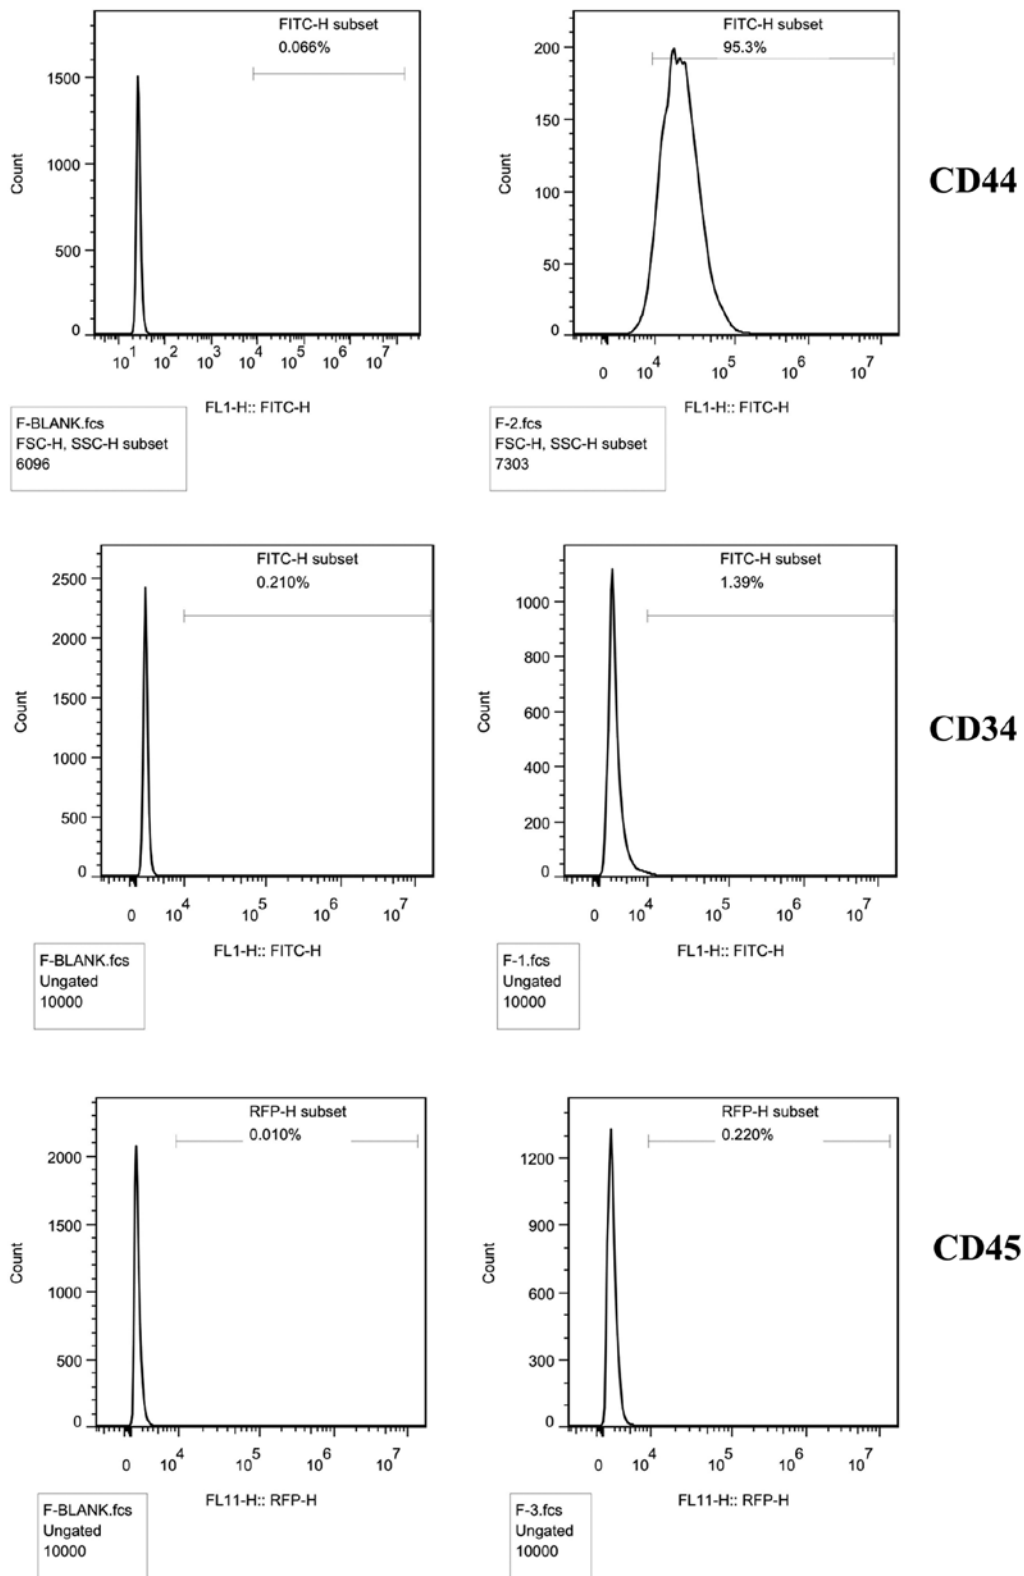 FITC-H subset
0.066%
1500
1000
500
0
Count
10^1 10^2 10^3 10^4 10^5 10^6 10^7
FL1-H:: FITC-H
F-BLANK.fcs
FSC-H, SSC-H subset
6096
FITC-H subset
95.3%
200
150
100
50
0
Count
0 10^4 10^5 10^6 10^7
FL1-H:: FITC-H
F-2.fcs
FSC-H, SSC-H subset
7303
CD44
FITC-H subset
0.210%
2500
2000
1500
1000
500
0
Count
0 10^4 10^5 10^6 10^7
FL1-H:: FITC-H
F-BLANK.fcs
Ungated
10000
FITC-H subset
1.39%
1000
800
600
400
200
0
Count
0 10^4 10^5 10^6 10^7
FL1-H:: FITC-H
F-1.fcs
Ungated
10000
CD34
RFP-H subset
0.010%
2000
1500
1000
500
0
Count
0 10^4 10^5 10^6 10^7
FL11-H:: RFP-H
F-BLANK.fcs
Ungated
10000
RFP-H subset
0.220%
1200
900
600
300
0
Count
0 10^4 10^5 10^6 10^7
FL11-H:: RFP-H
F-3.fcs
Ungated
10000
CD45